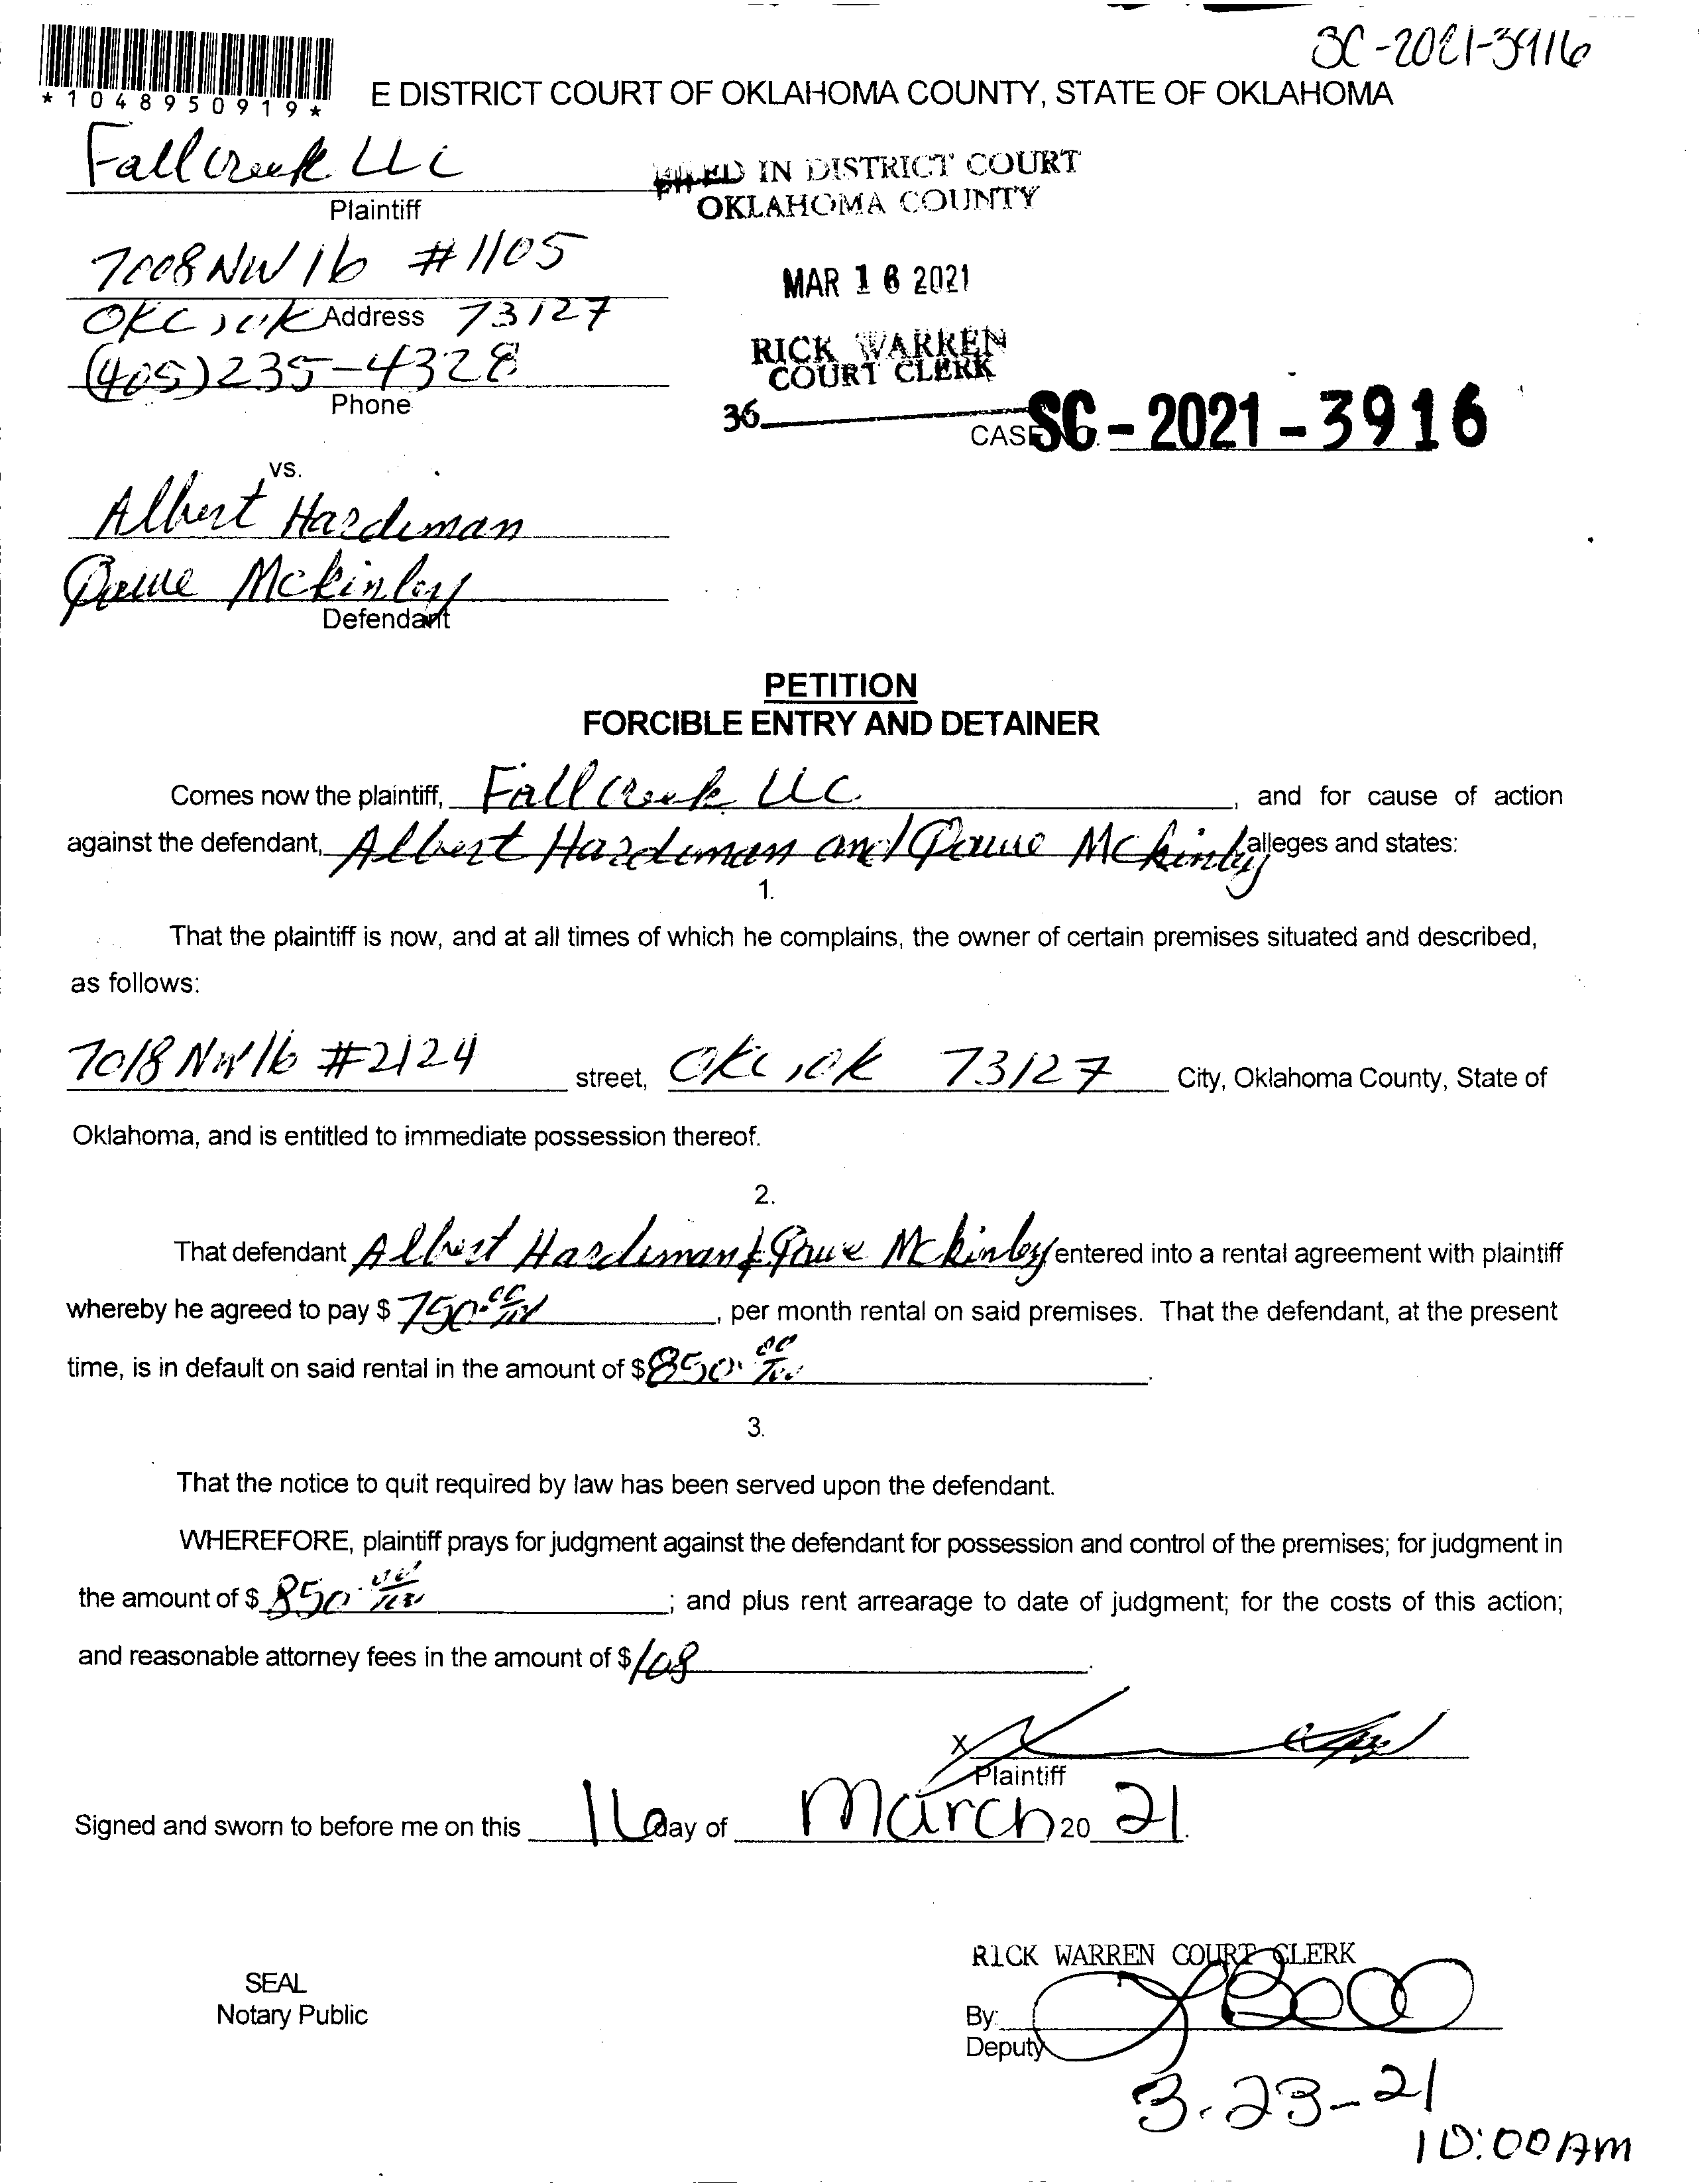 SC-2021-3916
*1048950919*
E DISTRICT COURT OF OKLAHOMA COUNTY, STATE OF OKLAHOMA
Fallcreek LLC
Plaintiff
FILED IN DISTRICT COURT
OKLAHOMA COUNTY
7008 NW 16 #1105
MAR 16 2021
OKC, OK Address 73127
RICK WARREN
COURT CLERK
(405) 235-4328
Phone
36
CASE SC-2021-3916
vs.
Albert Hardiman
Mckinley
Defendant
PETITION
FORCIBLE ENTRY AND DETAINER
Comes now the plaintiff, Fall Creek LLC, and for cause of action
against the defendant, Albert Hardiman and Mckinley alleges and states:
1.
That the plaintiff is now, and at all times of which he complains, the owner of certain premises situated and described,
as follows:
7018 NW 16 #2124 street, OKC, OK 73127 City, Oklahoma County, State of
Oklahoma, and is entitled to immediate possession thereof.
2.
That defendant Albert Hardiman & Mckinley entered into a rental agreement with plaintiff
whereby he agreed to pay $ 750.00/100, per month rental on said premises. That the defendant, at the present
time, is in default on said rental in the amount of $ 850.00/100.
3.
That the notice to quit required by law has been served upon the defendant.
WHEREFORE, plaintiff prays for judgment against the defendant for possession and control of the premises; for judgment in
the amount of $ 850.00/100; and plus rent arrearage to date of judgment; for the costs of this action;
and reasonable attorney fees in the amount of $ 108.
X
Plaintiff
Signed and sworn to before me on this 16 day of March 20 21.
RICK WARREN COURT CLERK
SEAL
Notary Public
By:
Deputy
3-23-21
10:00AM